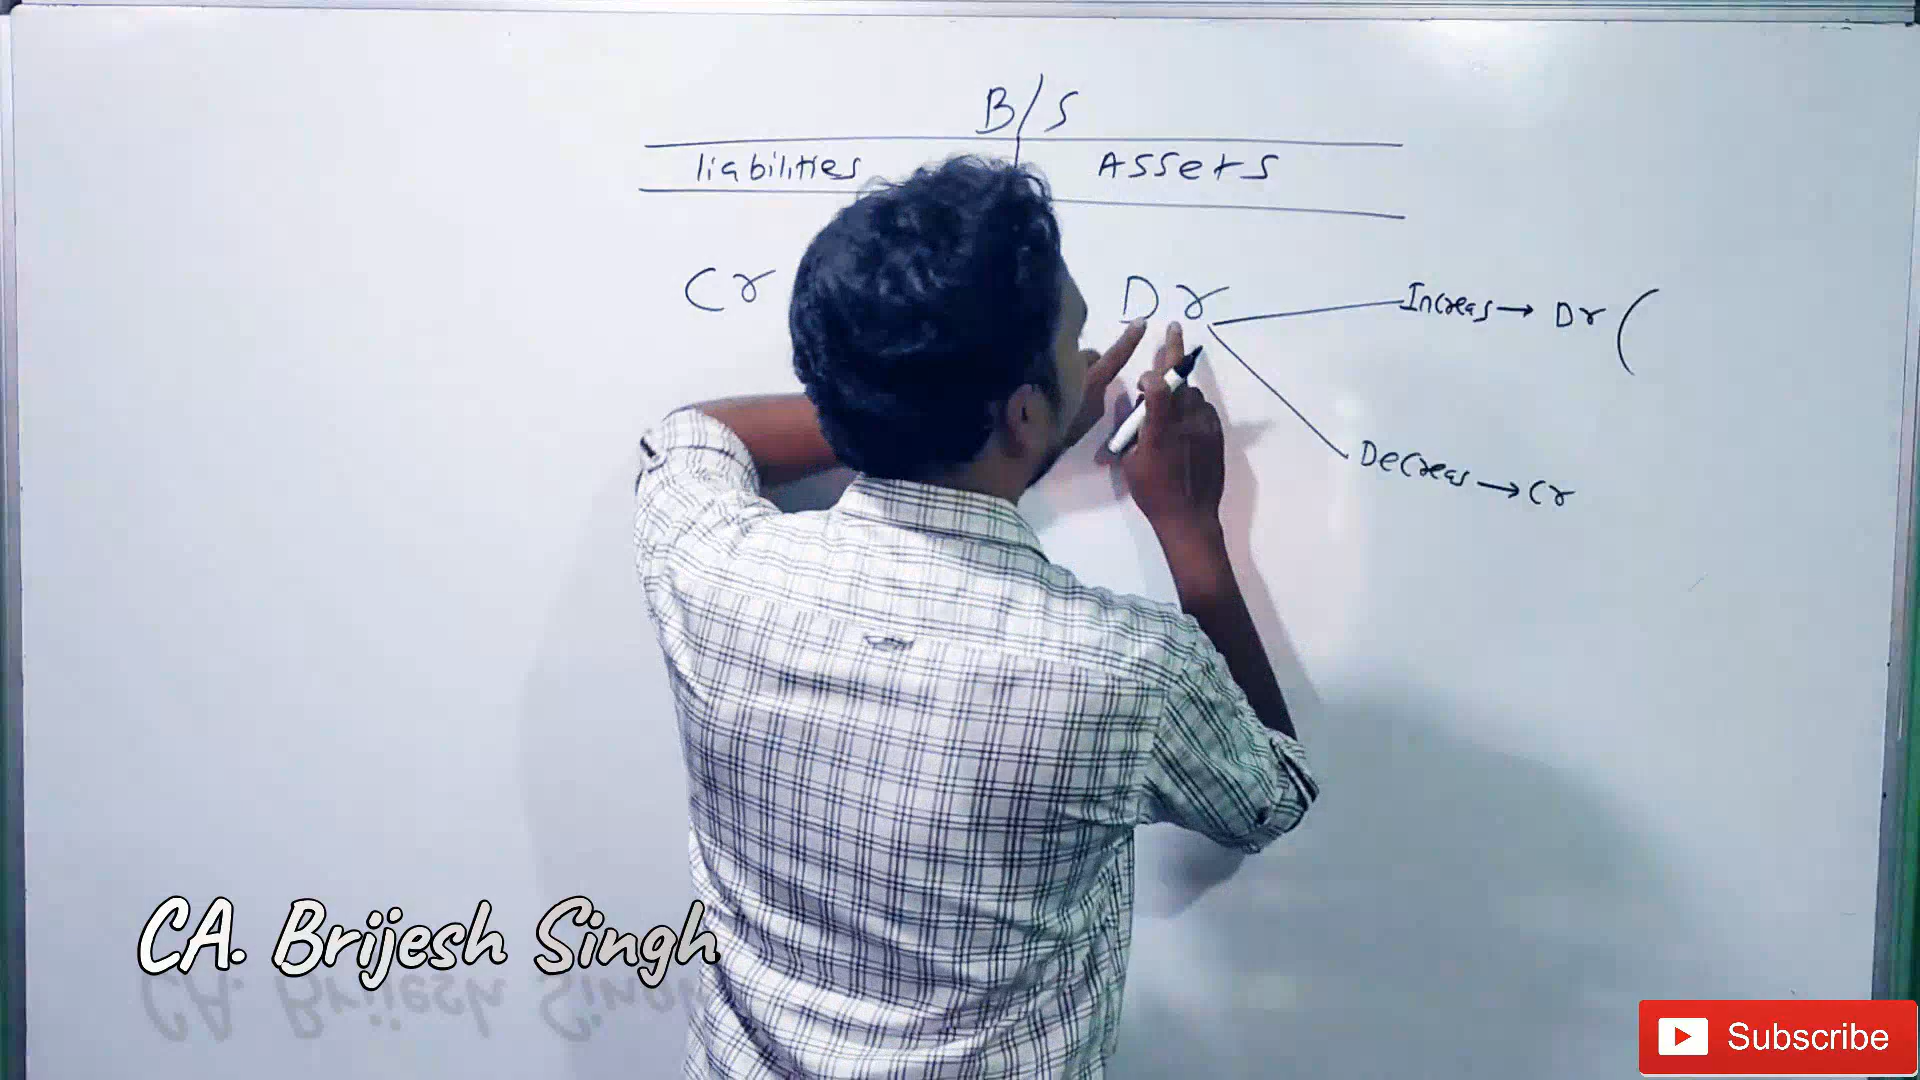 B/S
liabilities Assets
Cr Dr
Increas → Dr (
Decreas → Cr
CA. Brijesh Singh
Subscribe